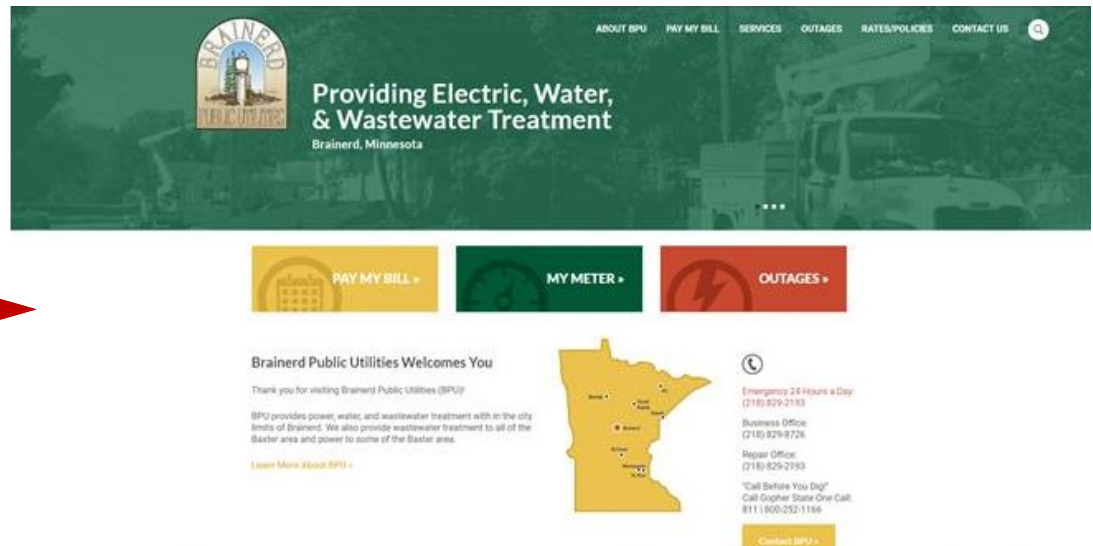 BRAINERD
PUBLIC UTILITIES
ABOUT BPU PAY MY BILL SERVICES OUTAGES RATES/POLICIES CONTACT US
Providing Electric, Water,
& Wastewater Treatment
Brainerd, Minnesota
PAY MY BILL »
MY METER »
OUTAGES »
Brainerd Public Utilities Welcomes You
Thank you for visiting Brainerd Public Utilities (BPU)!
BPU provides power, water, and wastewater treatment with in the city
limits of Brainerd. We also provide wastewater treatment to all of the
Baxter area and power to some of the Baxter area.
Learn More About BPU »
Brainerd
Emergency 24 Hours a Day:
(218) 829-2193
Business Office:
(218) 829-8726
Repair Office:
(218) 829-2193
"Call Before You Dig!"
Call Gopher State One Call:
811 | 800-252-1166
Contact BPU »